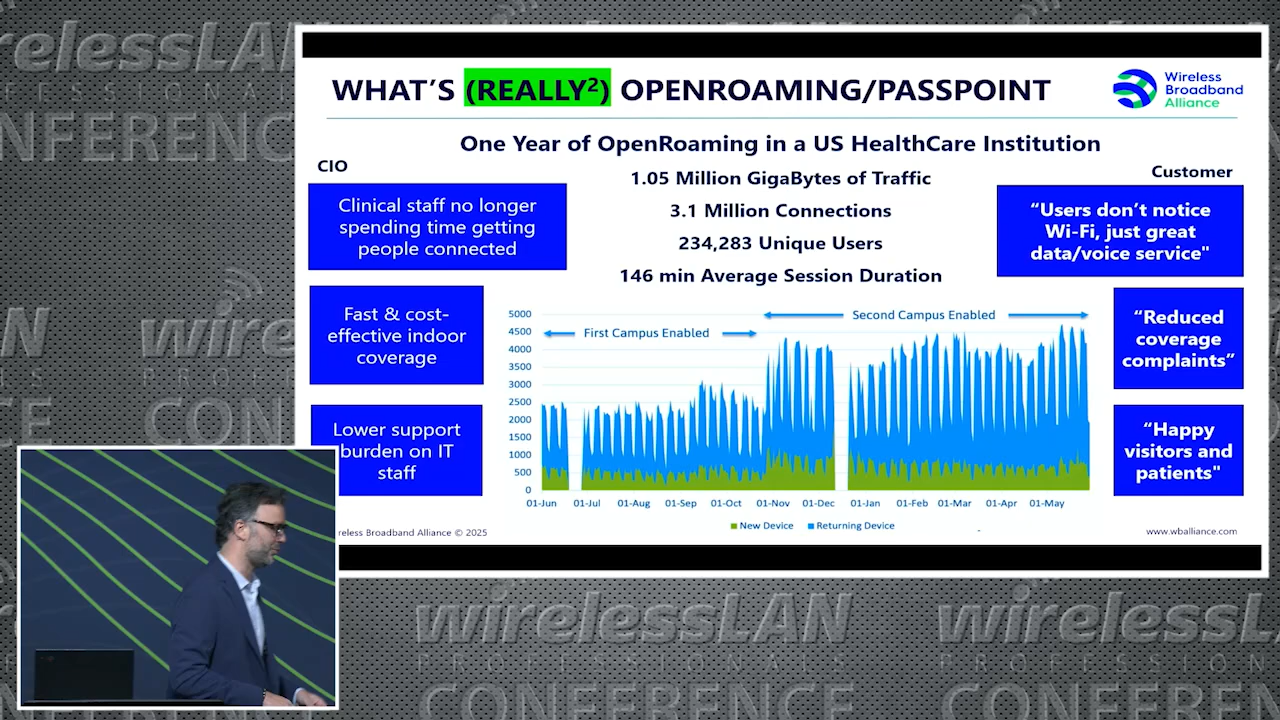 WHAT'S (REALLY²) OPENROAMING/PASSPOINT
Wireless
Broadband
Alliance
One Year of OpenRoaming in a US HealthCare Institution
CIO
Customer
1.05 Million GigaBytes of Traffic
3.1 Million Connections
234,283 Unique Users
146 min Average Session Duration
Clinical staff no longer
spending time getting
people connected
Fast & cost-
effective indoor
coverage
Lower support
burden on IT
staff
“Users don’t notice
Wi-Fi, just great
data/voice service"
“Reduced
coverage
complaints”
“Happy
visitors and
patients"
First Campus Enabled
Second Campus Enabled
5000
4500
4000
3500
3000
2500
2000
1500
1000
500
0
01-Jun 01-Jul 01-Aug 01-Sep 01-Oct 01-Nov 01-Dec 01-Jan 01-Feb 01-Mar 01-Apr 01-May
New Device Returning Device
reless Broadband Alliance © 2025
www.wballiance.com
wirelessLAN
PROFESSIONALS
CONFERENCE
wirelessLA
PROFESSION
CONFERENCE